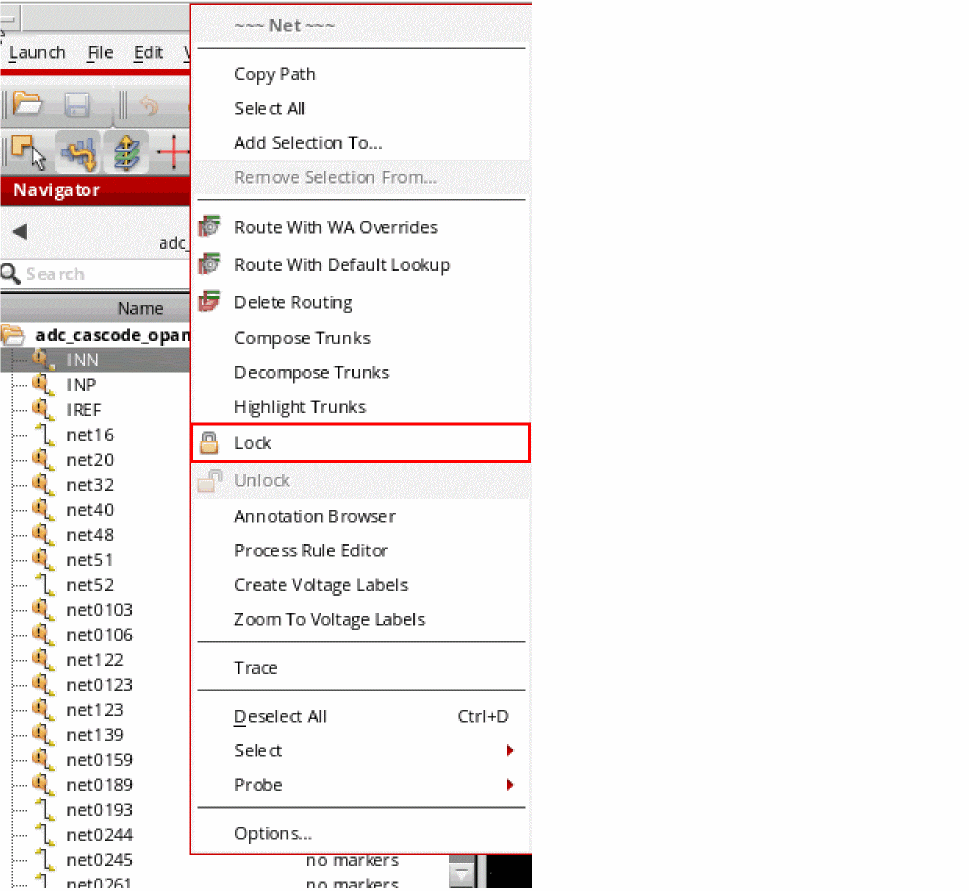 Launch File Edit
Navigator
adc_
Search
Name
adc_cascode_opam
INN
INP
IREF
net16
net20
net32
net40
net48
net51
net52
net0103
net0106
net122
net0123
net123
net139
net0159
net0189
net0193
net0244
net0245 no markers
net0261 no markers
~~~ Net ~~~
Copy Path
Select All
Add Selection To...
Remove Selection From...
Route With WA Overrides
Route With Default Lookup
Delete Routing
Compose Trunks
Decompose Trunks
Highlight Trunks
Lock
Unlock
Annotation Browser
Process Rule Editor
Create Voltage Labels
Zoom To Voltage Labels
Trace
Deselect All Ctrl+D
Select
Probe
Options...